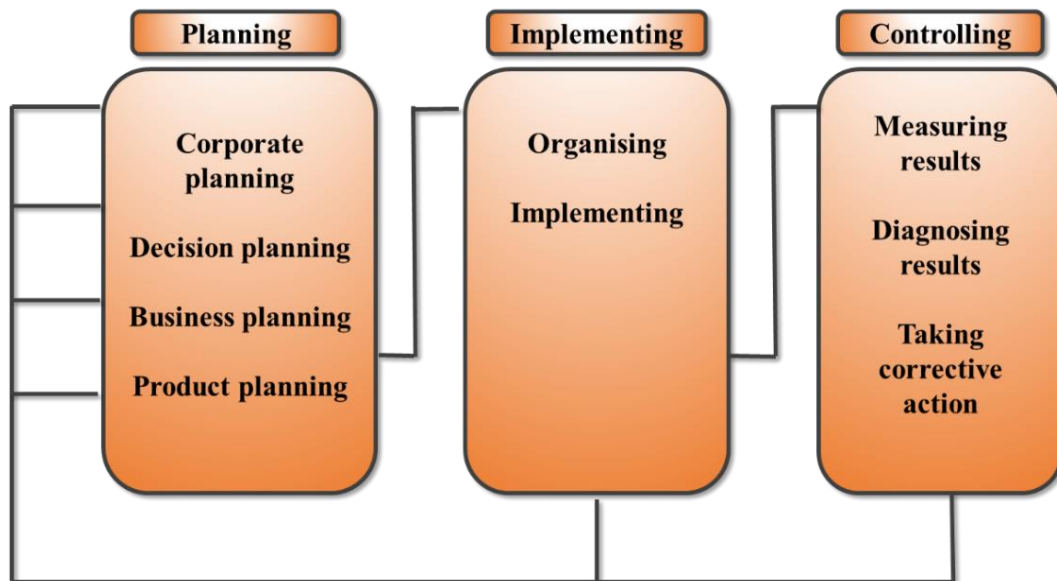 Planning
Corporate
planning
Decision planning
Business planning
Product planning
Implementing
Organising
Implementing
Controlling
Measuring
results
Diagnosing
results
Taking
corrective
action